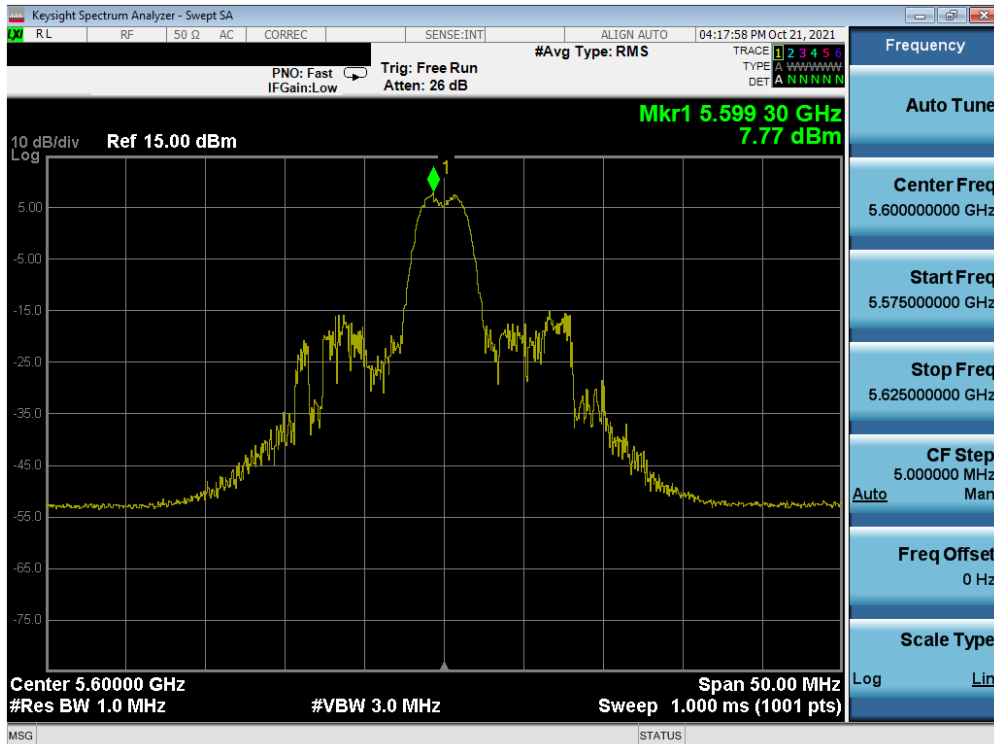 Keysight Spectrum Analyzer - Swept SA
LXI RL RF 50 Ω AC CORREC SENSE:INT ALIGN AUTO 04:17:58 PM Oct 21, 2021
#Avg Type: RMS
TRACE 1 2 3 4 5 6
TYPE A WWWWW
DET A N N N N N
PNO: Fast Trig: Free Run
IFGain:Low Atten: 26 dB
Mkr1 5.599 30 GHz
7.77 dBm
10 dB/div Ref 15.00 dBm
Log
1
5.00
-5.00
-15.0
-25.0
-35.0
-45.0
-55.0
-65.0
-75.0
Center 5.60000 GHz Span 50.00 MHz
#Res BW 1.0 MHz #VBW 3.0 MHz Sweep 1.000 ms (1001 pts)
MSG STATUS
Frequency
Auto Tune
Center Freq
5.600000000 GHz
Start Freq
5.575000000 GHz
Stop Freq
5.625000000 GHz
CF Step
5.000000 MHz
Auto Man
Freq Offset
0 Hz
Scale Type
Log Lin